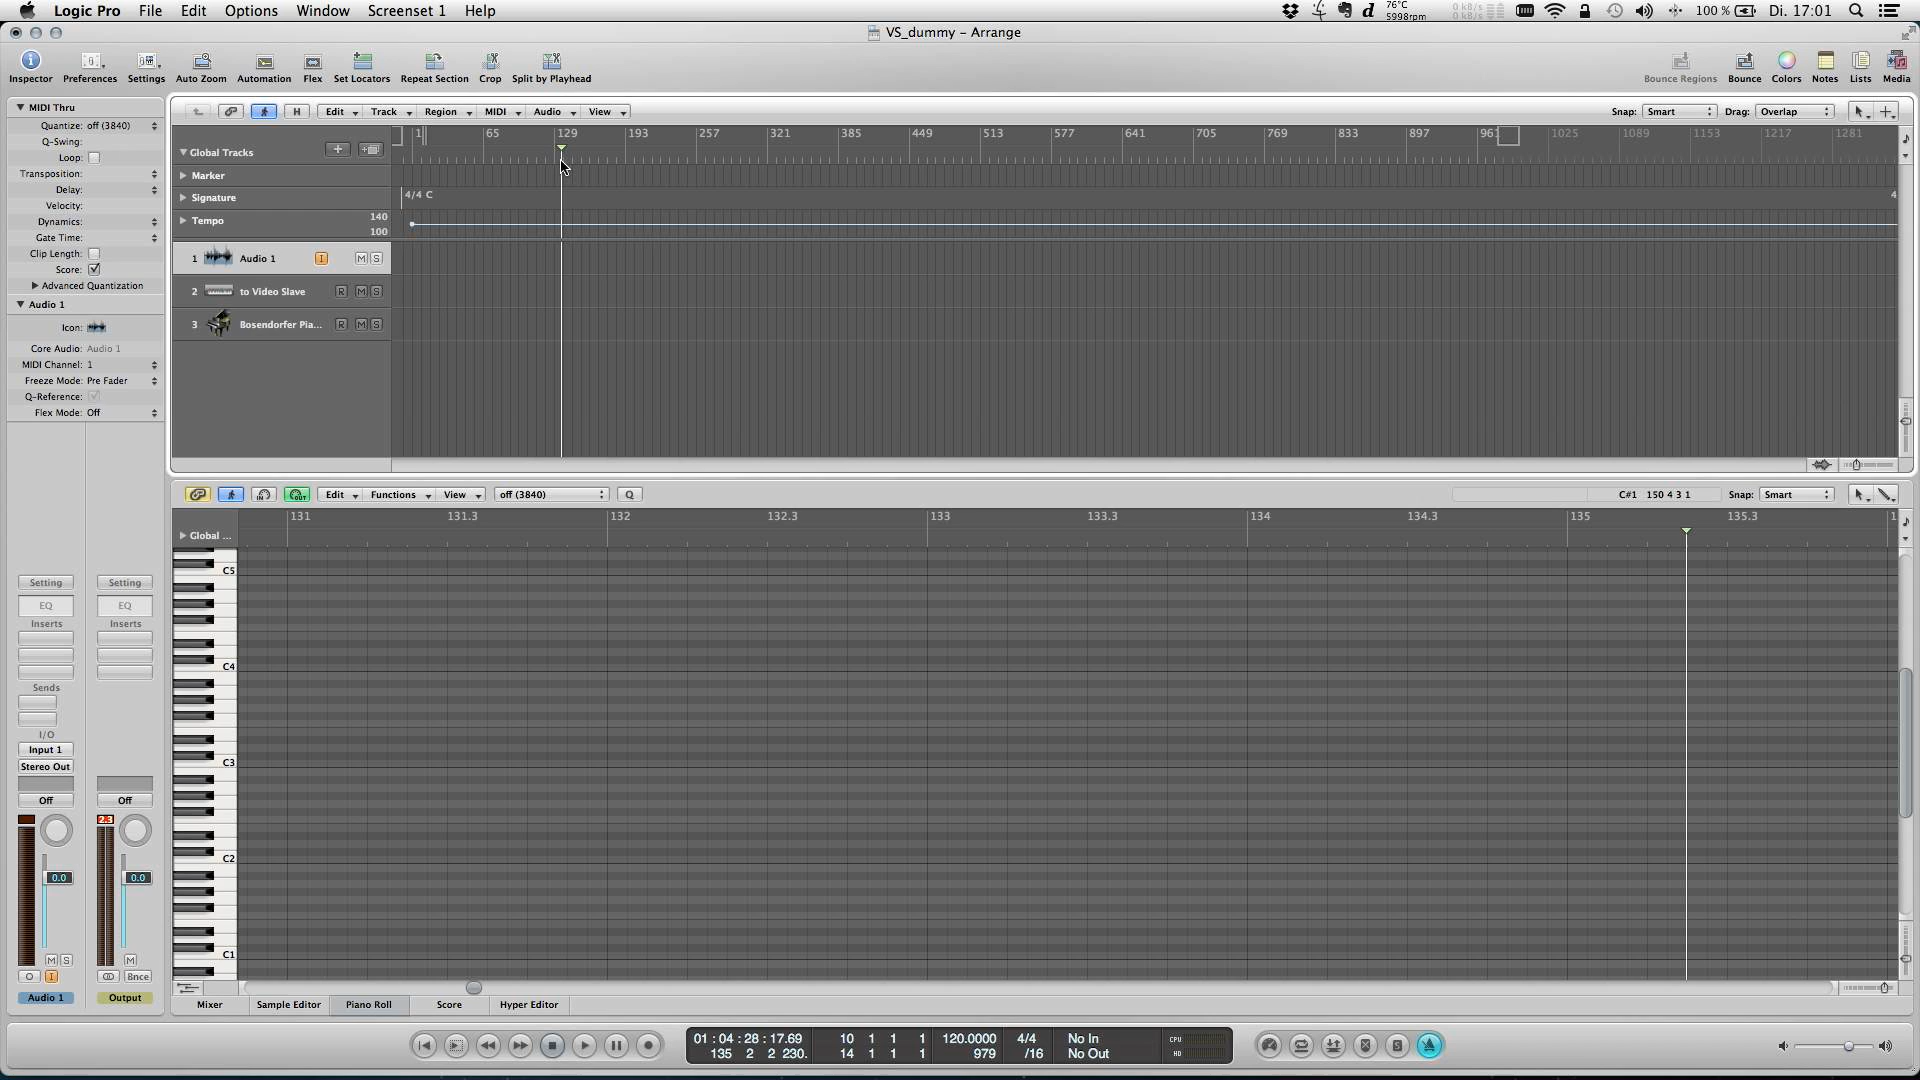 Logic Pro File Edit Options Window Screenset 1 Help 76°C 5998rpm 0 kB/s 0 kB/s 100 % Di. 17:01
VS_dummy – Arrange
Inspector Preferences Settings Auto Zoom Automation Flex Set Locators Repeat Section Crop Split by Playhead Bounce Regions Bounce Colors Notes Lists Media
MIDI Thru
Quantize: off (3840)
Q-Swing:
Loop:
Transposition:
Delay:
Velocity:
Dynamics:
Gate Time:
Clip Length:
Score:
Advanced Quantization
Audio 1
Icon:
Core Audio: Audio 1
MIDI Channel: 1
Freeze Mode: Pre Fader
Q-Reference:
Flex Mode: Off
H Edit Track Region MIDI Audio View Snap: Smart Drag: Overlap
1 65 129 193 257 321 385 449 513 577 641 705 769 833 897 961 1025 1089 1153 1217 1281
Global Tracks
Marker
Signature 4/4 C 4
Tempo 140
100
1 Audio 1 I M S
2 to Video Slave R M S
3 Bosendorfer Pia... R M S
IN OUT Edit Functions View off (3840) Q C#1 150 4 3 1 Snap: Smart
131 131.3 132 132.3 133 133.3 134 134.3 135 135.3 1
Global ...
C5
C4
C3
C2
C1
Setting Setting
EQ EQ
Inserts Inserts
Sends
I/O
Input 1
Stereo Out
Off Off
2.3
0.0 0.0
M S M
I Bnce
Audio 1 Output
Mixer Sample Editor Piano Roll Score Hyper Editor
01 : 04 : 28 : 17.69 10 1 1 1 120.0000 4/4 No In CPU
135 2 2 230. 14 1 1 1 979 /16 No Out HD
S